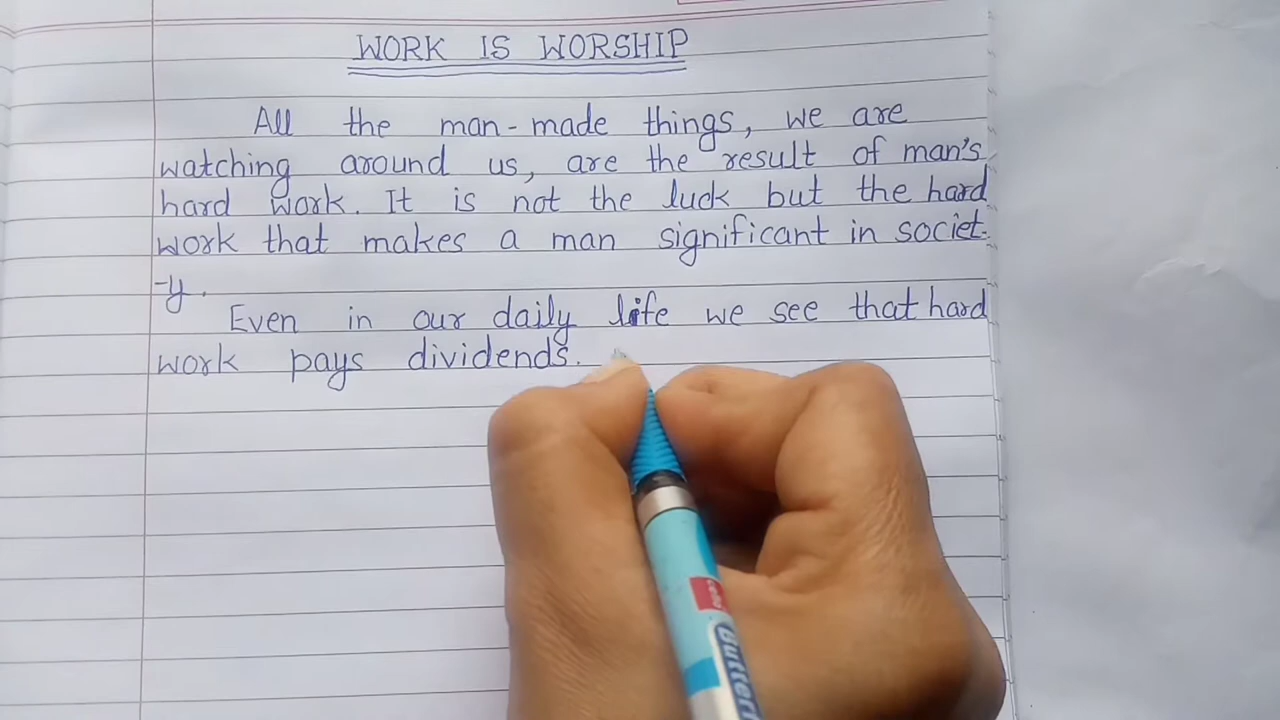 WORK IS WORSHIP
All the man-made things, we are
watching around us, are the result of man's
hard work. It is not the luck but the hard
work that makes a man significant in societ-
-y.
Even in our daily life we see that hard
work pays dividends.